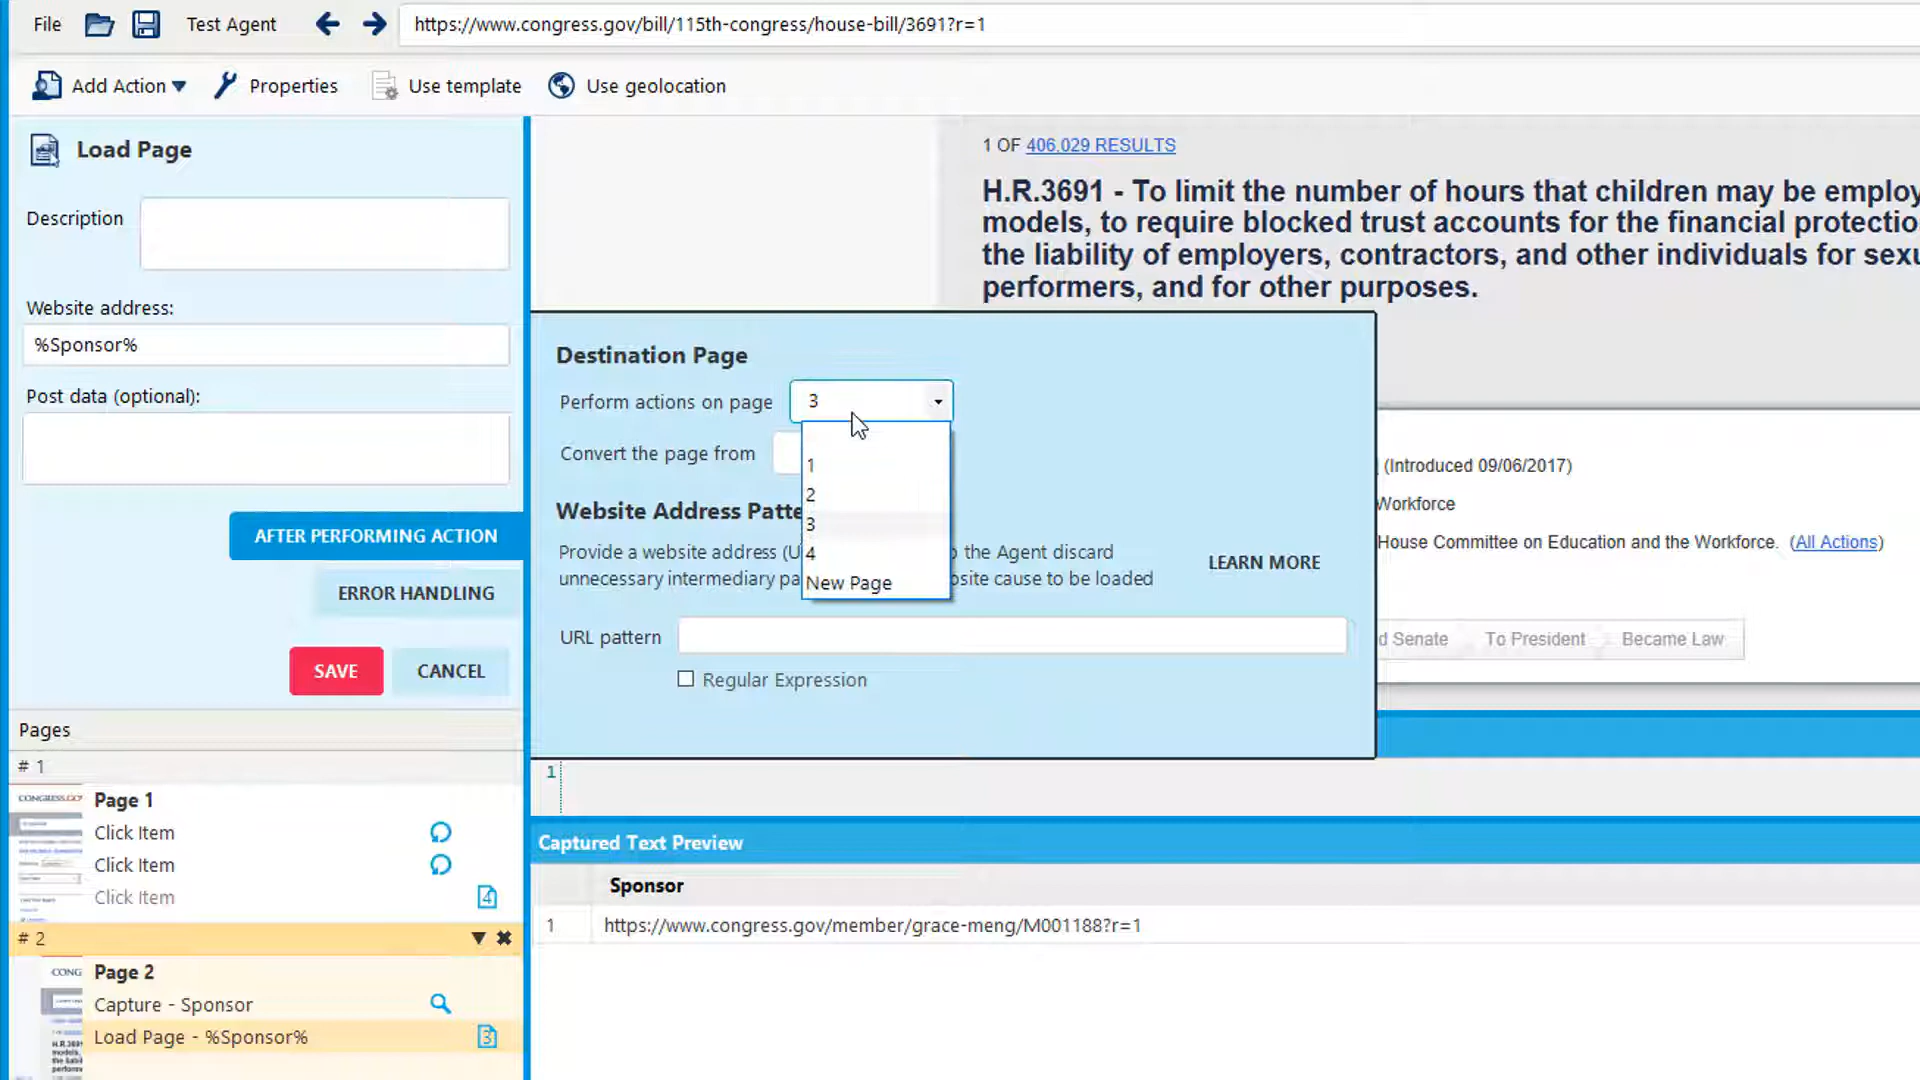 File
Test Agent
https://www.congress.gov/bill/115th-congress/house-bill/3691?r=1
Add Action
Properties
Use template
Use geolocation
Load Page
Description
Website address:
%Sponsor%
Post data (optional):
AFTER PERFORMING ACTION
ERROR HANDLING
SAVE
CANCEL
1 OF 406.029 RESULTS
H.R.3691 - To limit the number of hours that children may be employ
models, to require blocked trust accounts for the financial protectio
the liability of employers, contractors, and other individuals for sexu
performers, and for other purposes.
Destination Page
Perform actions on page
3
Convert the page from
1
2
3
4
New Page
Website Address Patte
Provide a website address (U
the Agent discard
unnecessary intermediary pa
osite cause to be loaded
LEARN MORE
URL pattern
Regular Expression
(Introduced 09/06/2017)
Workforce
House Committee on Education and the Workforce. (All Actions)
d Senate
To President
Became Law
Pages
# 1
CONGRESS.GO
Page 1
Click Item
Click Item
Click Item
4
# 2
CONG
Page 2
Capture - Sponsor
Load Page - %Sponsor%
3
1
Captured Text Preview
Sponsor
1
https://www.congress.gov/member/grace-meng/M001188?r=1